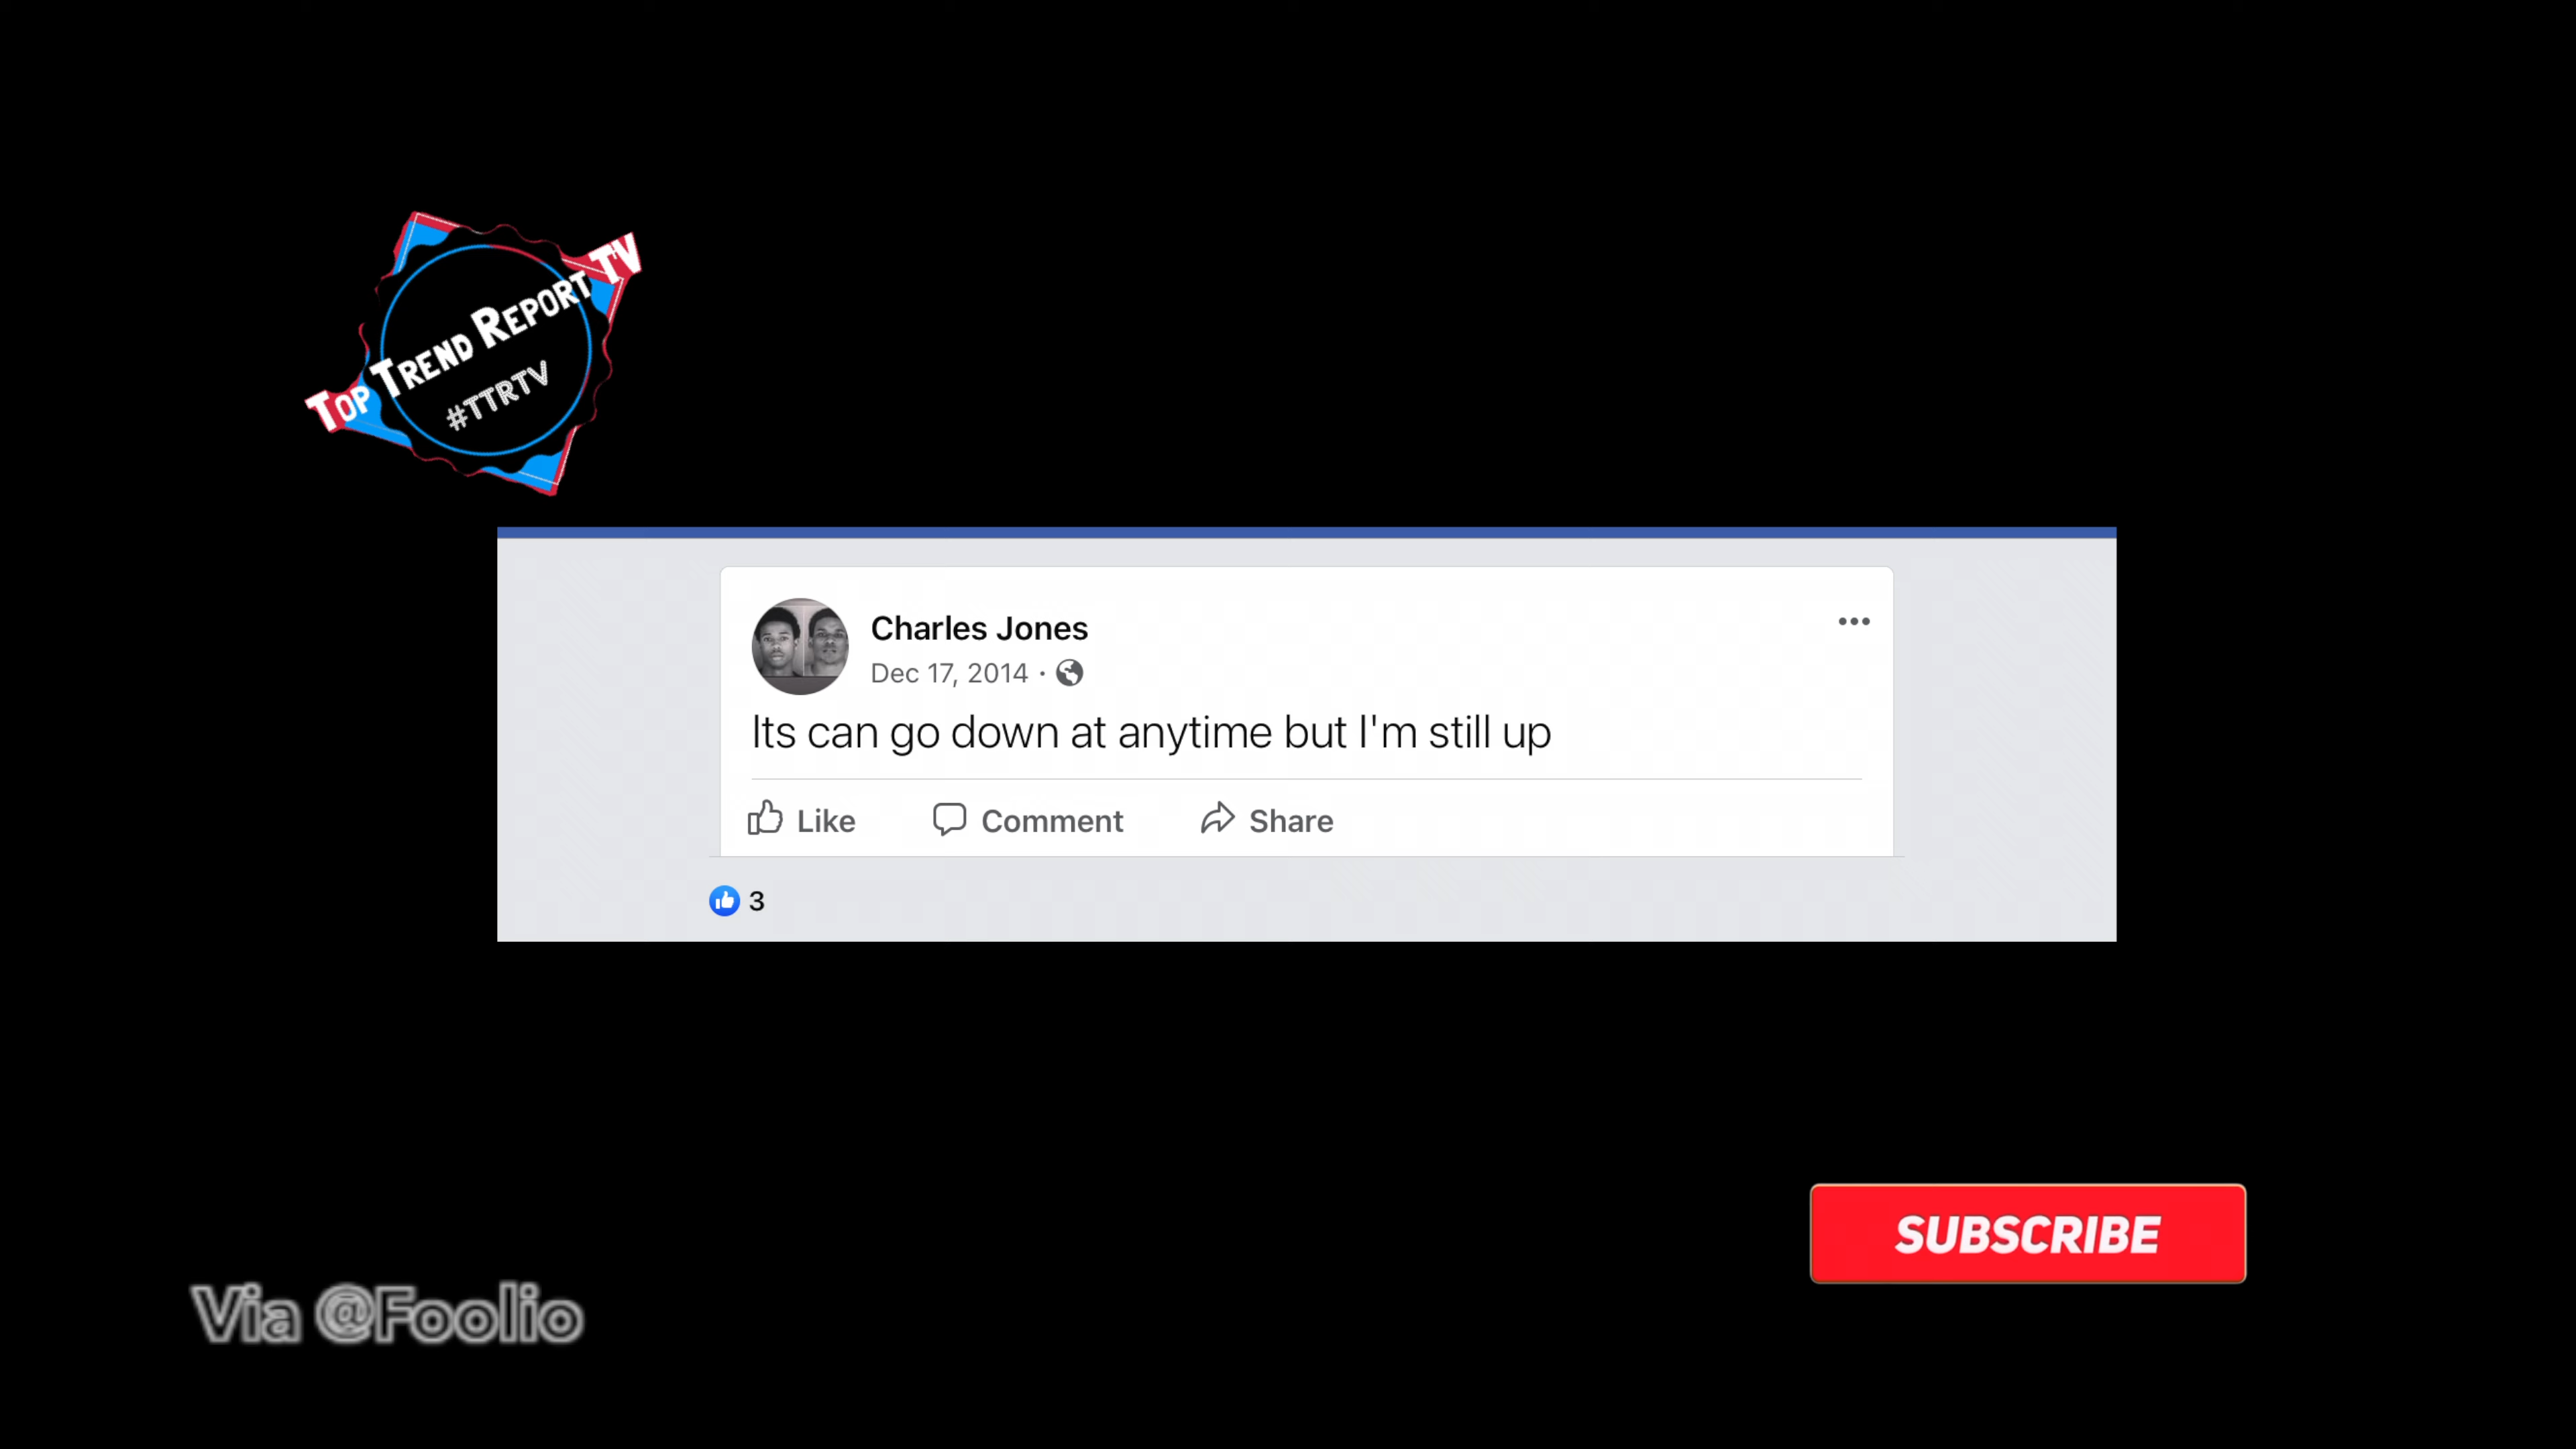 Top Trend Report TV
#TTRTV
Charles Jones
Dec 17, 2014 ·
Its can go down at anytime but I'm still up
Like Comment Share
3
SUBSCRIBE
Via @Foolio